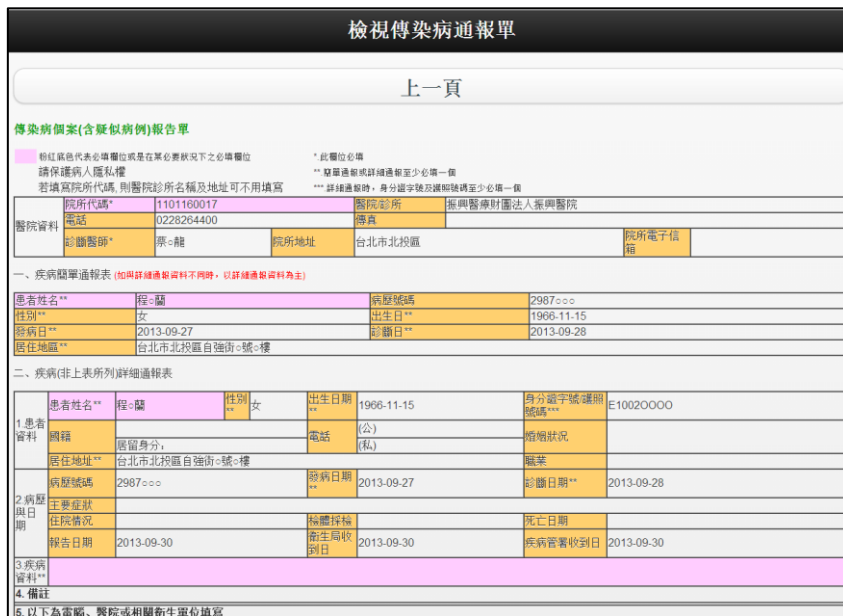 檢視傳染病通報單
上一頁
傳染病個案(含疑似病例)報告單
粉紅底色代表必填欄位或是在某必要狀況下之必填欄位 *.此欄位必填
請保護病人隱私權 ** 簡單通報或詳細通報至少必填一個
若填寫院所代碼, 則醫院診所名稱及地址可不用填寫 *** 詳細通報時，身分證字號及護照號碼至少必填一個
醫院資料 院所代碼* 1101160017 醫院/診所 振興醫療財團法人振興醫院
電話 0228264400 傳真
診斷醫師* 蔡○龍 院所地址 台北市北投區 院所電子信箱
一、疾病簡單通報表 (如與詳細通報資料不同時，以詳細通報資料為主)
患者姓名** 程○蘭 病歷號碼 2987○○○
性別** 女 出生日** 1966-11-15
發病日** 2013-09-27 診斷日** 2013-09-28
居住地區** 台北市北投區自強街○號○樓
二、疾病(非上表所列)詳細通報表
1.患者資料 患者姓名** 程○蘭 性別** 女 出生日期** 1966-11-15 身分證字號/護照號碼*** E1002OOOO
國籍 居留身分: 電話 (公) 婚姻狀況
(私)
居住地址** 台北市北投區自強街○號○樓 職業
2.病歷與日期 病歷號碼 2987○○○ 發病日期** 2013-09-27 診斷日期** 2013-09-28
主要症狀
住院情況 檢體採檢 死亡日期
報告日期 2013-09-30 衛生局收到日 2013-09-30 疾病管署收到日 2013-09-30
3.疾病資料**
4. 備註
5. 以下為電腦、醫院或相關衛生單位填寫